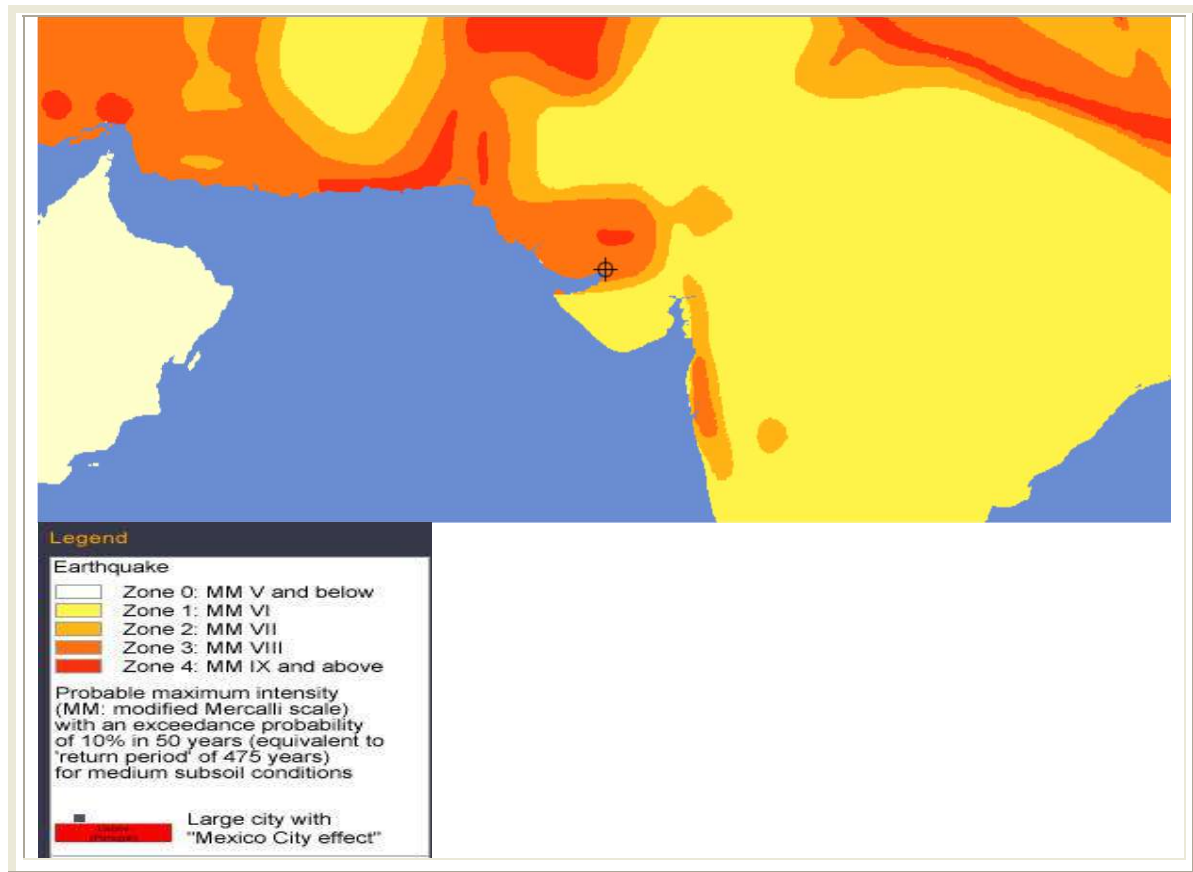 Legend
Earthquake
Zone 0: MM V and below
Zone 1: MM VI
Zone 2: MM VII
Zone 3: MM VIII
Zone 4: MM IX and above
Probable maximum intensity
(MM: modified Mercalli scale)
with an exceedance probability
of 10% in 50 years (equivalent to
'return period' of 475 years)
for medium subsoil conditions
Large city with
"Mexico City effect"